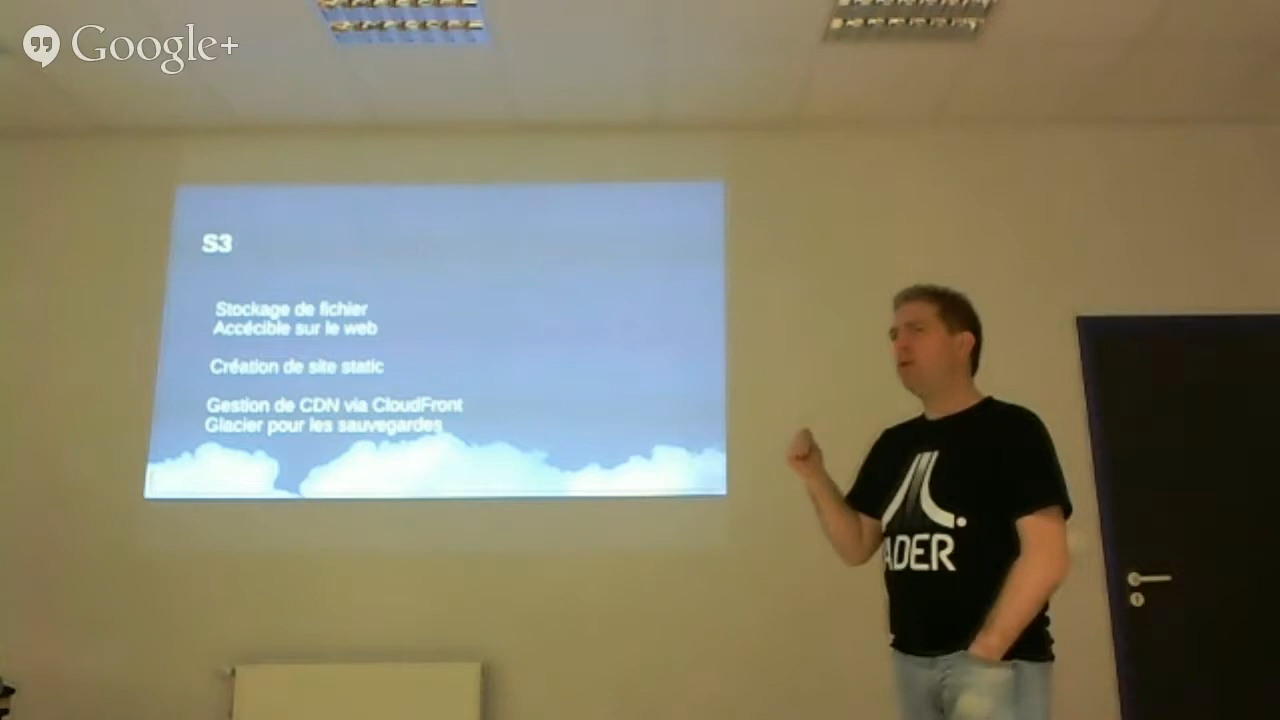 Google+
S3
Stockage de fichier
Accécible sur le web
Création de site static
Gestion de CDN via CloudFront
Glacier pour les sauvegardes
ADER